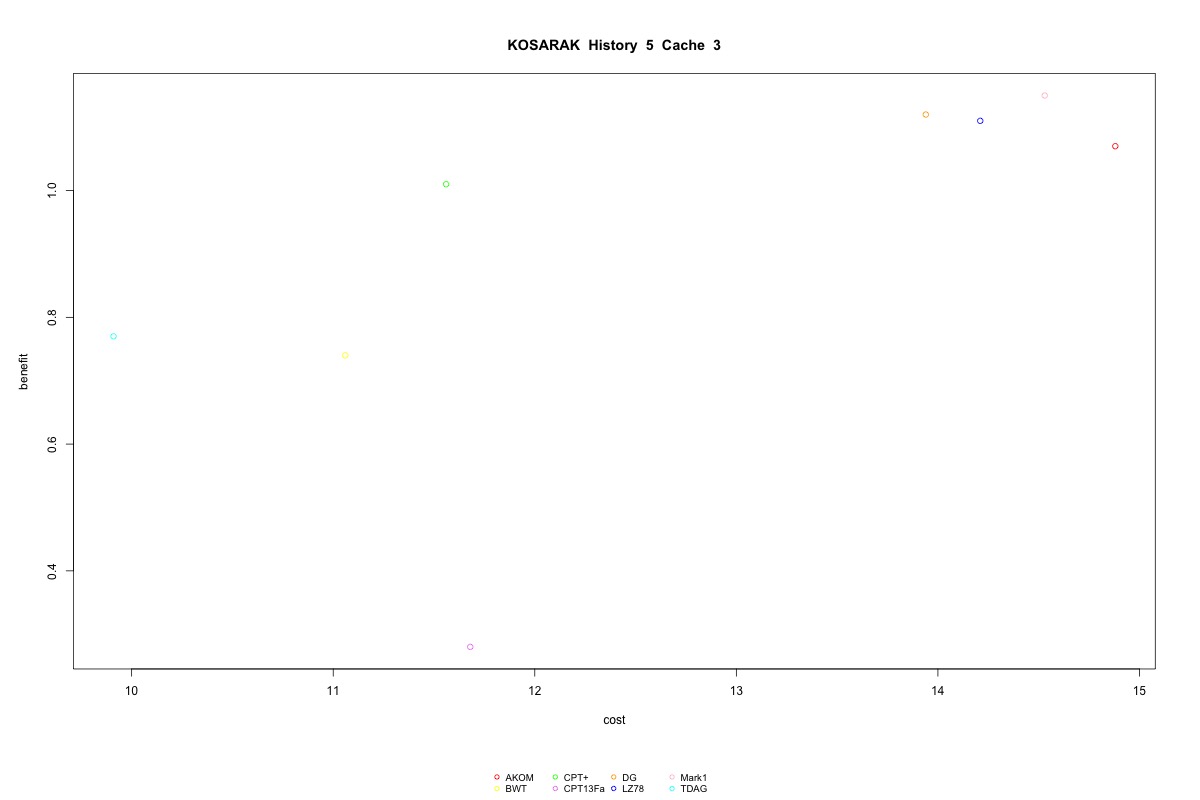 KOSARAK History 5 Cache 3
benefit
1.0
0.8
0.6
0.4
10 11 12 13 14 15
cost
AKOM CPT+ DG Mark1
BWT CPT13Fa LZ78 TDAG